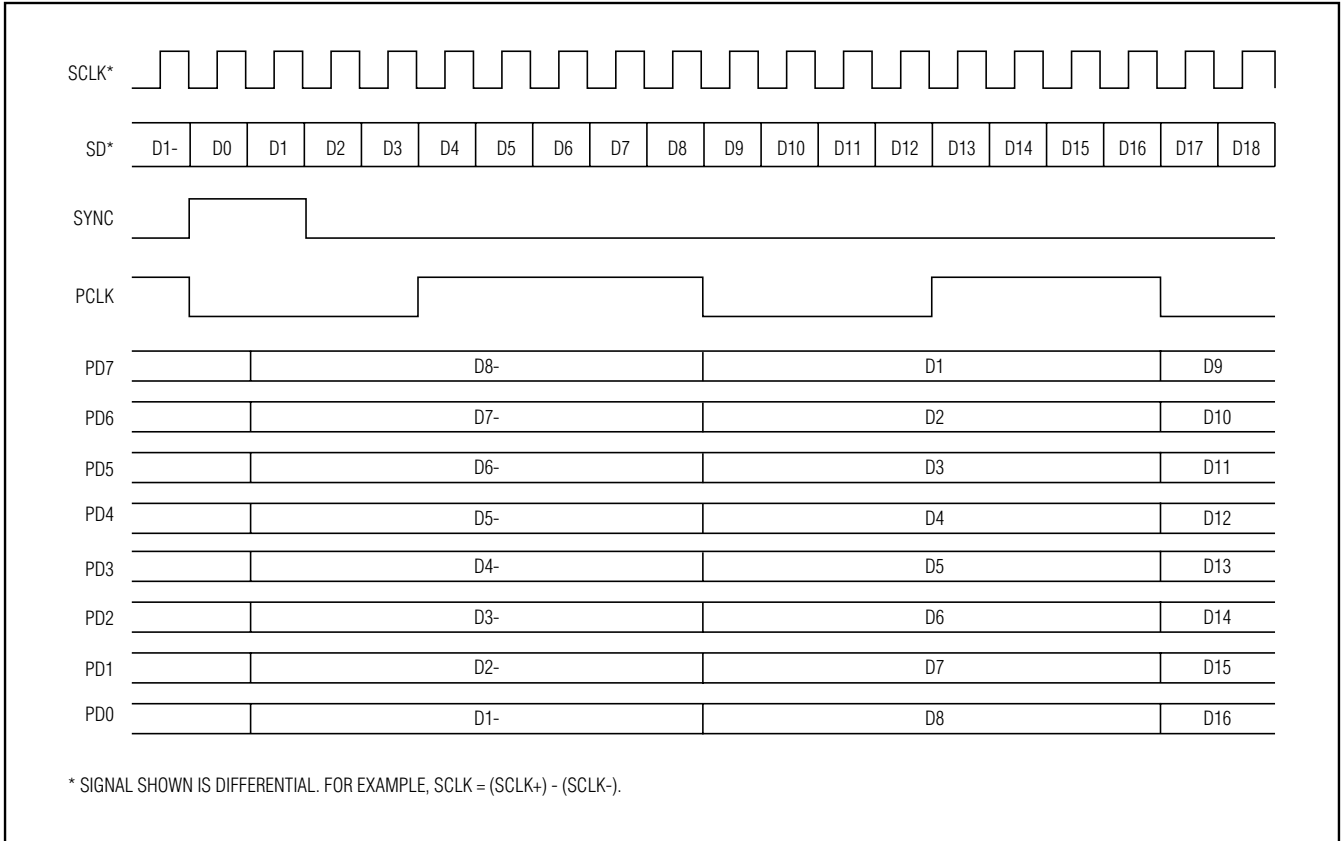 SCLK*
SD* D1- D0 D1 D2 D3 D4 D5 D6 D7 D8 D9 D10 D11 D12 D13 D14 D15 D16 D17 D18
SYNC
PCLK
PD7 D8- D1 D9
PD6 D7- D2 D10
PD5 D6- D3 D11
PD4 D5- D4 D12
PD3 D4- D5 D13
PD2 D3- D6 D14
PD1 D2- D7 D15
PD0 D1- D8 D16
* SIGNAL SHOWN IS DIFFERENTIAL. FOR EXAMPLE, SCLK = (SCLK+) - (SCLK-).